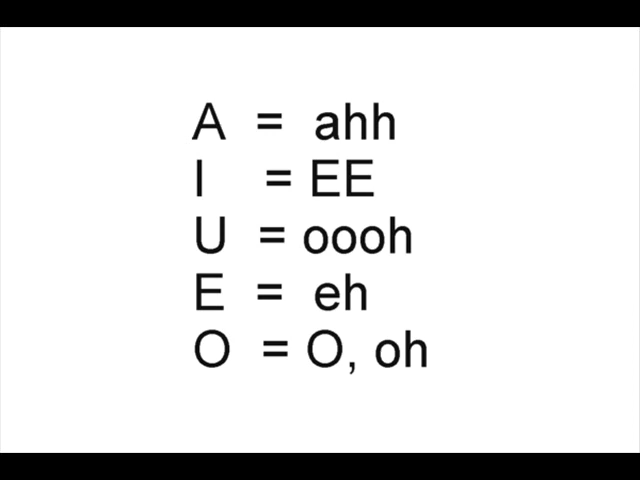 A = ahh
I = EE
U = oooh
E = eh
O = O, oh